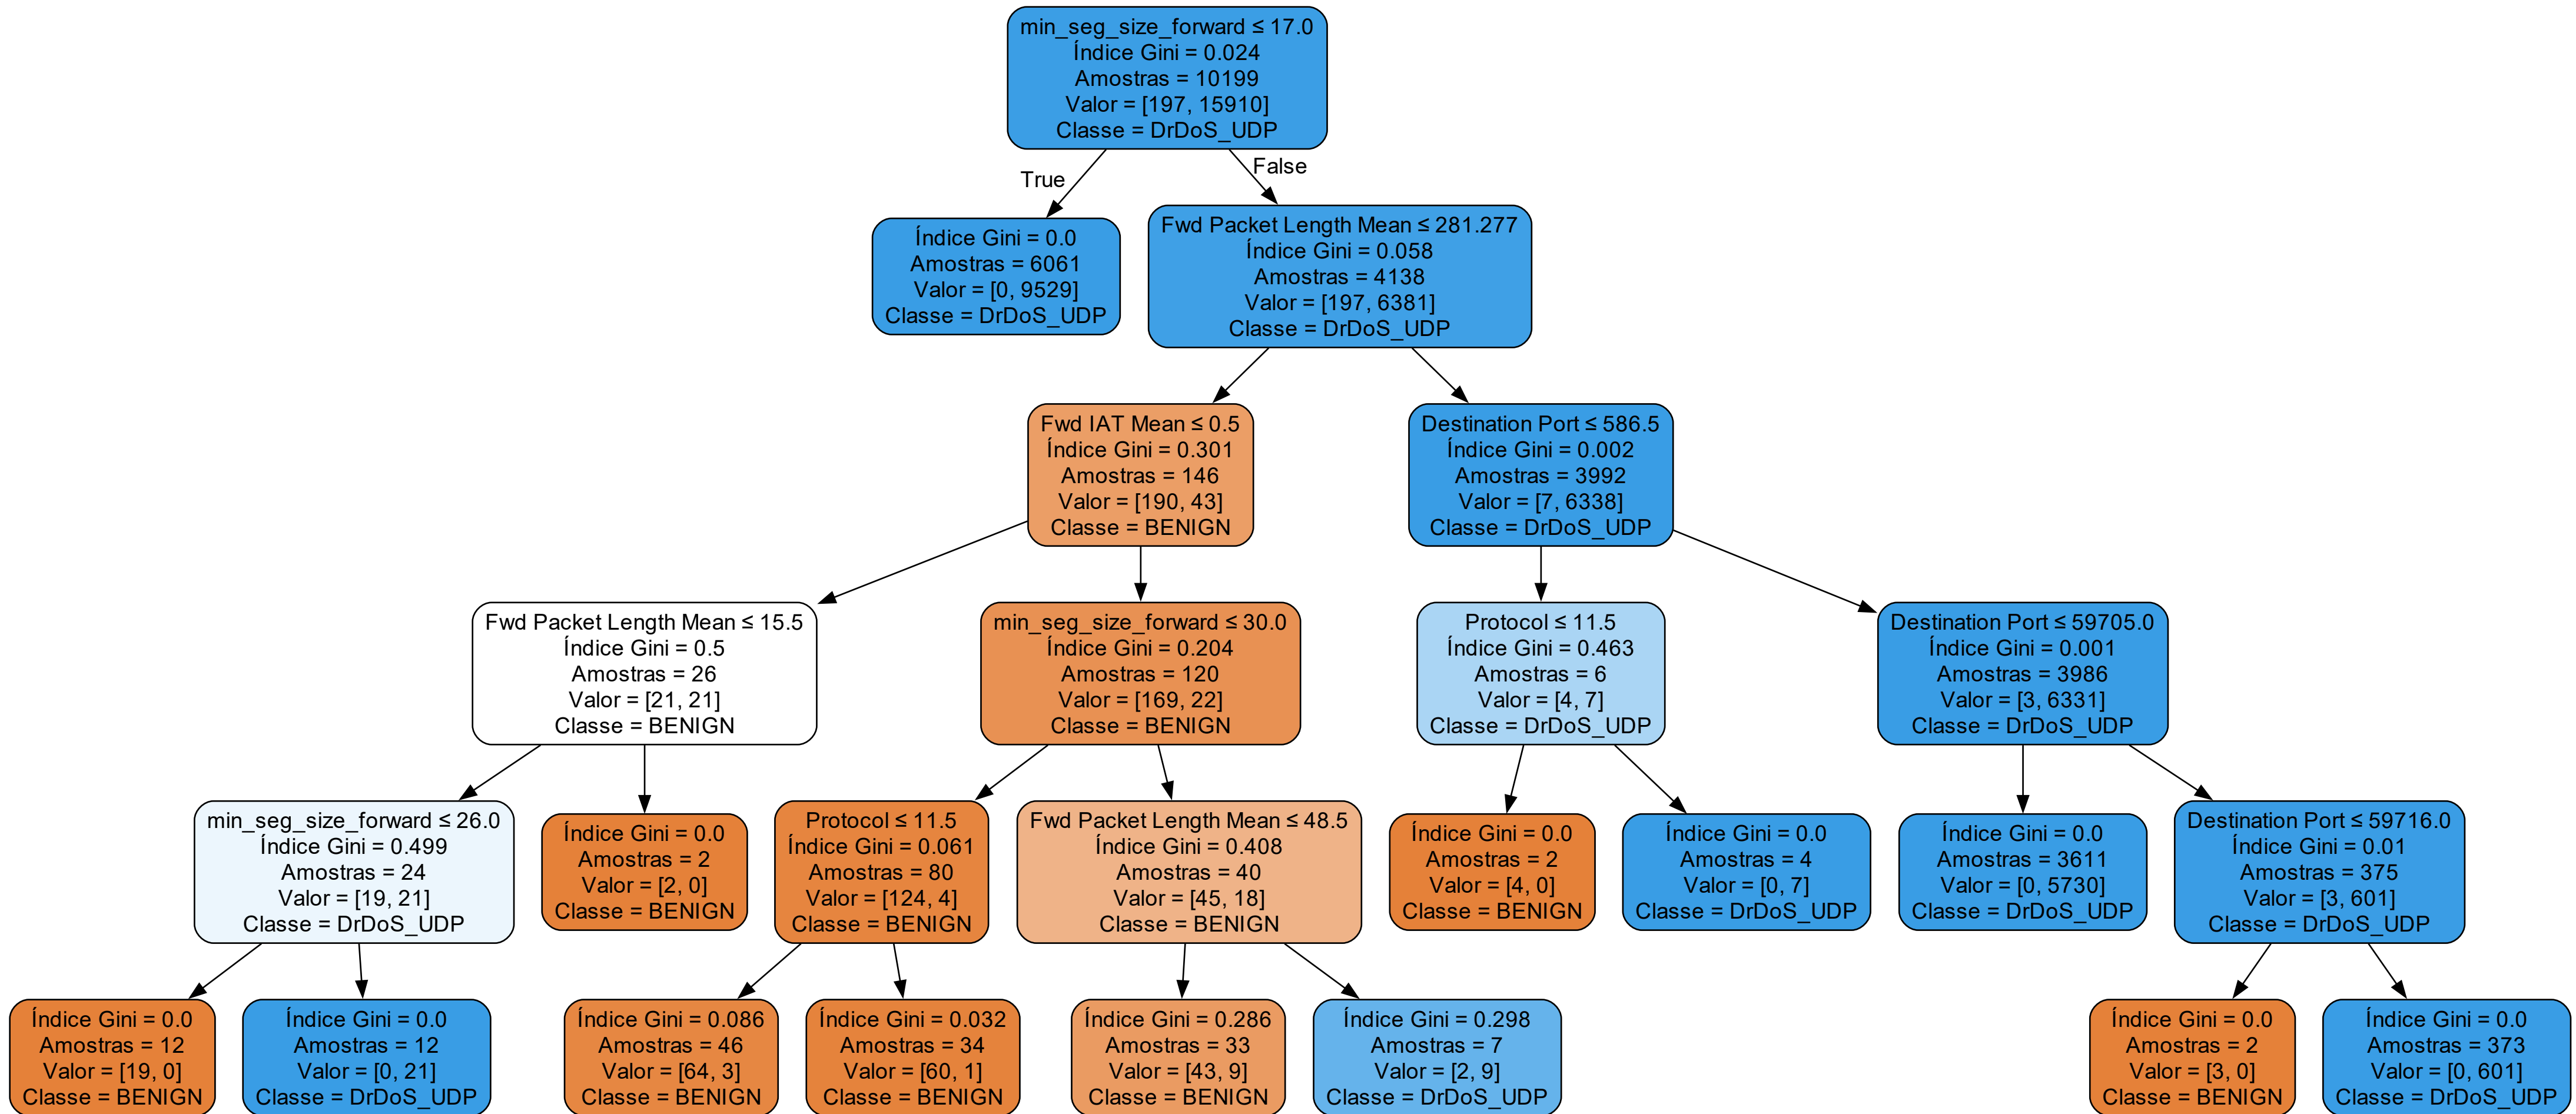 min_seg_size_forward ≤ 17.0
Índice Gini = 0.024
Amostras = 10199
Valor = [197, 15910]
Classe = DrDoS_UDP
True
False
Índice Gini = 0.0
Amostras = 6061
Valor = [0, 9529]
Classe = DrDoS_UDP
Fwd Packet Length Mean ≤ 281.277
Índice Gini = 0.058
Amostras = 4138
Valor = [197, 6381]
Classe = DrDoS_UDP
Fwd IAT Mean ≤ 0.5
Índice Gini = 0.301
Amostras = 146
Valor = [190, 43]
Classe = BENIGN
Destination Port ≤ 586.5
Índice Gini = 0.002
Amostras = 3992
Valor = [7, 6338]
Classe = DrDoS_UDP
Fwd Packet Length Mean ≤ 15.5
Índice Gini = 0.5
Amostras = 26
Valor = [21, 21]
Classe = BENIGN
min_seg_size_forward ≤ 30.0
Índice Gini = 0.204
Amostras = 120
Valor = [169, 22]
Classe = BENIGN
Protocol ≤ 11.5
Índice Gini = 0.463
Amostras = 6
Valor = [4, 7]
Classe = DrDoS_UDP
Destination Port ≤ 59705.0
Índice Gini = 0.001
Amostras = 3986
Valor = [3, 6331]
Classe = DrDoS_UDP
min_seg_size_forward ≤ 26.0
Índice Gini = 0.499
Amostras = 24
Valor = [19, 21]
Classe = DrDoS_UDP
Índice Gini = 0.0
Amostras = 2
Valor = [2, 0]
Classe = BENIGN
Protocol ≤ 11.5
Índice Gini = 0.061
Amostras = 80
Valor = [124, 4]
Classe = BENIGN
Fwd Packet Length Mean ≤ 48.5
Índice Gini = 0.408
Amostras = 40
Valor = [45, 18]
Classe = BENIGN
Índice Gini = 0.0
Amostras = 2
Valor = [4, 0]
Classe = BENIGN
Índice Gini = 0.0
Amostras = 4
Valor = [0, 7]
Classe = DrDoS_UDP
Índice Gini = 0.0
Amostras = 3611
Valor = [0, 5730]
Classe = DrDoS_UDP
Destination Port ≤ 59716.0
Índice Gini = 0.01
Amostras = 375
Valor = [3, 601]
Classe = DrDoS_UDP
Índice Gini = 0.0
Amostras = 12
Valor = [19, 0]
Classe = BENIGN
Índice Gini = 0.0
Amostras = 12
Valor = [0, 21]
Classe = DrDoS_UDP
Índice Gini = 0.086
Amostras = 46
Valor = [64, 3]
Classe = BENIGN
Índice Gini = 0.032
Amostras = 34
Valor = [60, 1]
Classe = BENIGN
Índice Gini = 0.286
Amostras = 33
Valor = [43, 9]
Classe = BENIGN
Índice Gini = 0.298
Amostras = 7
Valor = [2, 9]
Classe = DrDoS_UDP
Índice Gini = 0.0
Amostras = 2
Valor = [3, 0]
Classe = BENIGN
Índice Gini = 0.0
Amostras = 373
Valor = [0, 601]
Classe = DrDoS_UDP